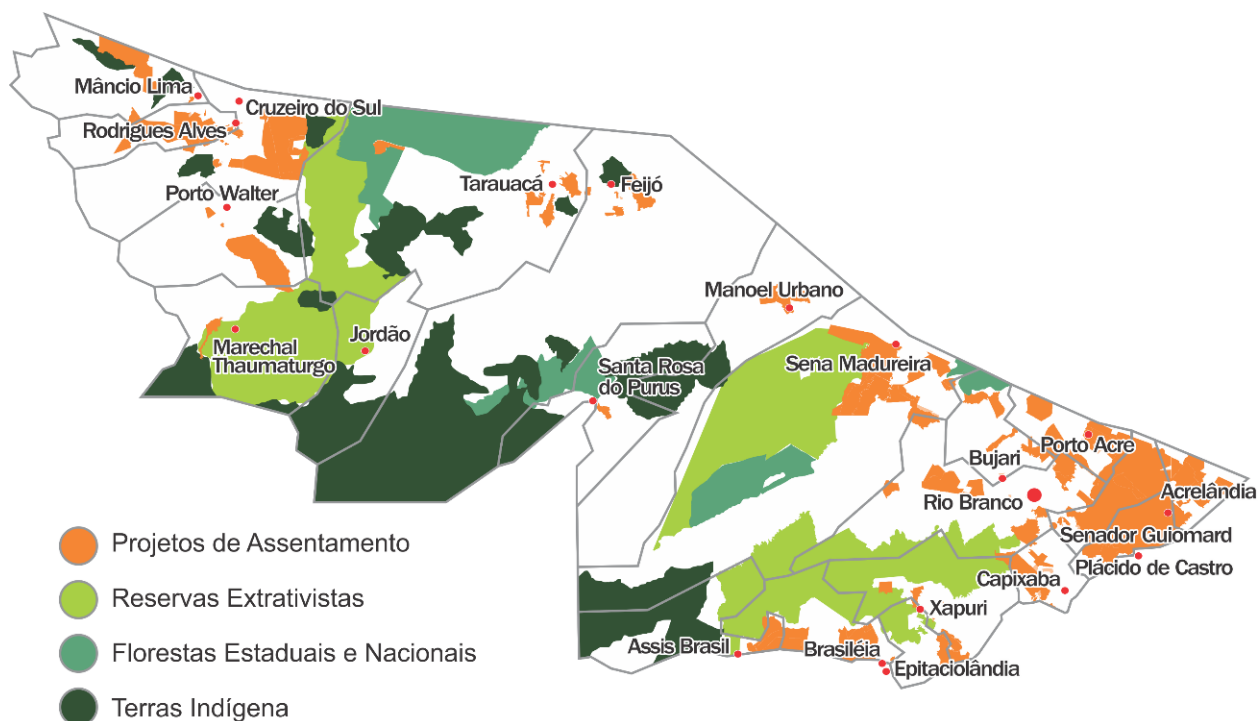 Mâncio Lima
Cruzeiro do Sul
Rodrigues Alves
Tarauacá
Feijó
Porto Walter
Manoel Urbano
Jordão
Marechal
Thaumaturgo
Sena Madureira
Santa Rosa
do Purus
Porto Acre
Bujari
Acrelândia
Rio Branco
Senador Guiomard
Plácido de Castro
Capixaba
Xapuri
Assis Brasil
Brasiléia
Epitaciolândia
Projetos de Assentamento
Reservas Extrativistas
Florestas Estaduais e Nacionais
Terras Indígena